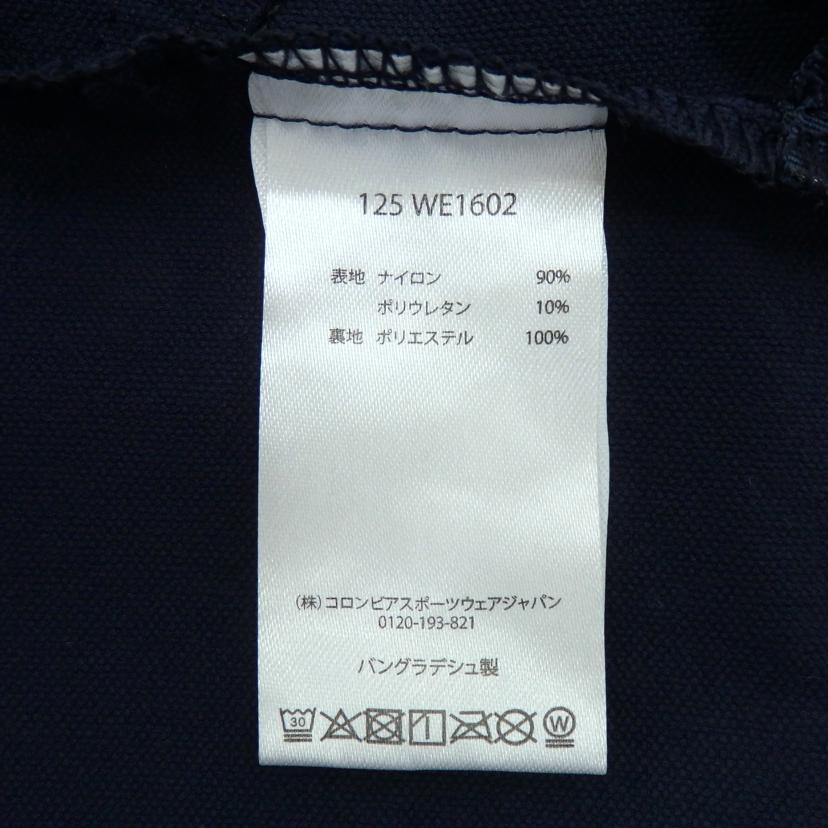 125 WE1602
表地 ナイロン 90%
ポリウレタン 10%
裏地 ポリエステル 100%
(株)コロンビアスポーツウェアジャパン
0120-193-821
バングラデシュ製
30 W